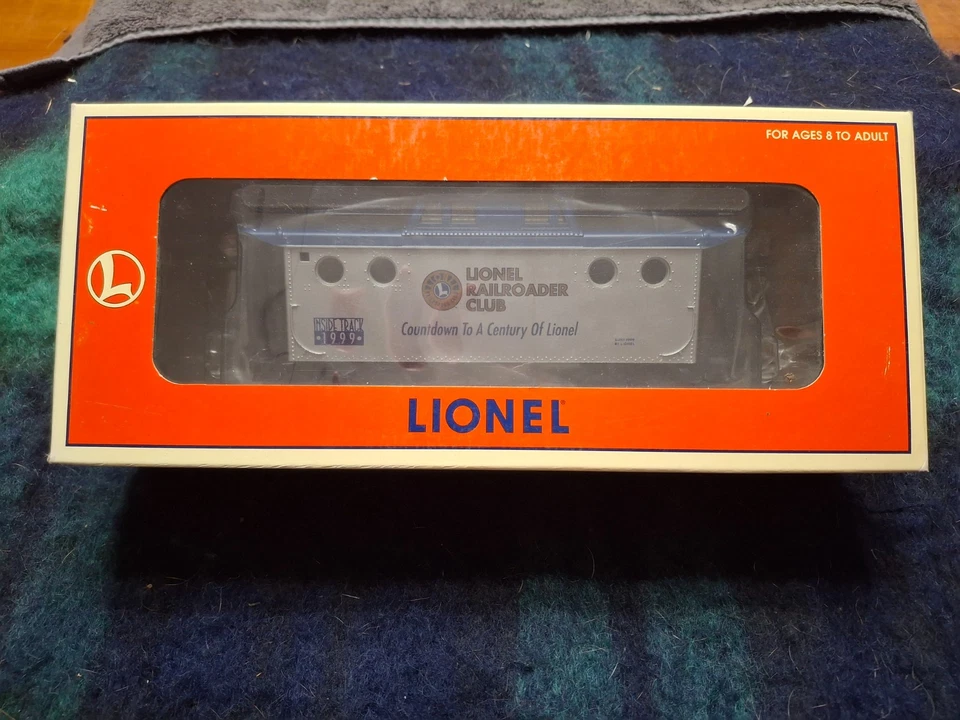 FOR AGES 8 TO ADULT
L
LIONEL
RAILROADER
CLUB
INSIDE TRACK
•1999•
Countdown To A Century Of Lionel
LIONEL